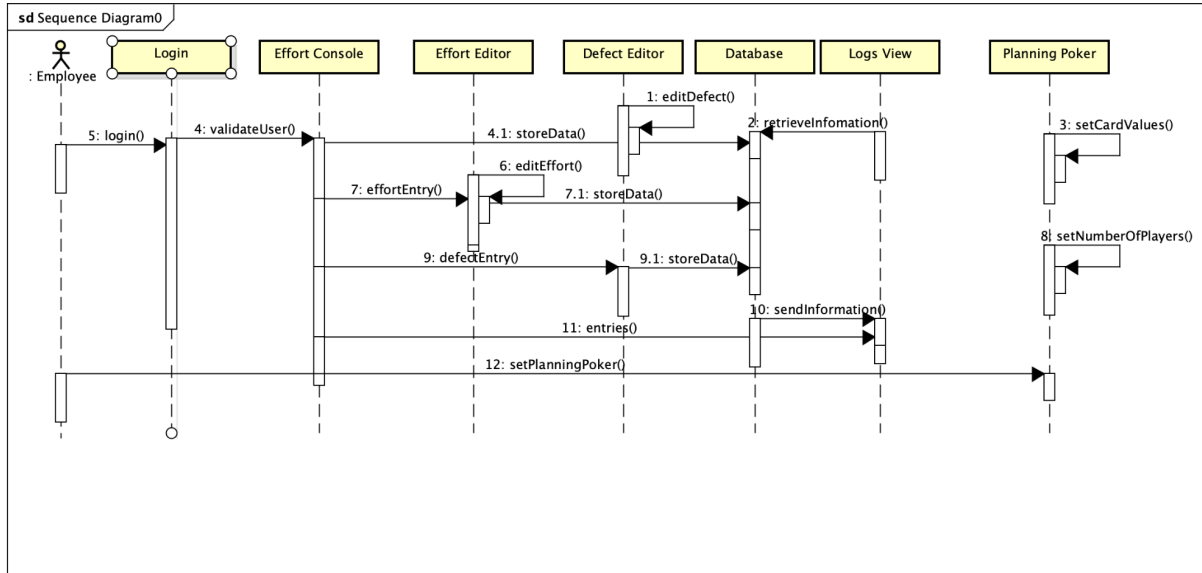 sd Sequence Diagram0
: Employee
Login
Effort Console
Effort Editor
Defect Editor
Database
Logs View
Planning Poker
1: editDefect()
2: retrieveInfomation()
3: setCardValues()
4: validateUser()
4.1: storeData()
5: login()
6: editEffort()
7: effortEntry()
7.1: storeData()
8: setNumberOfPlayers()
9: defectEntry()
9.1: storeData()
10: sendInformation()
11: entries()
12: setPlanningPoker()